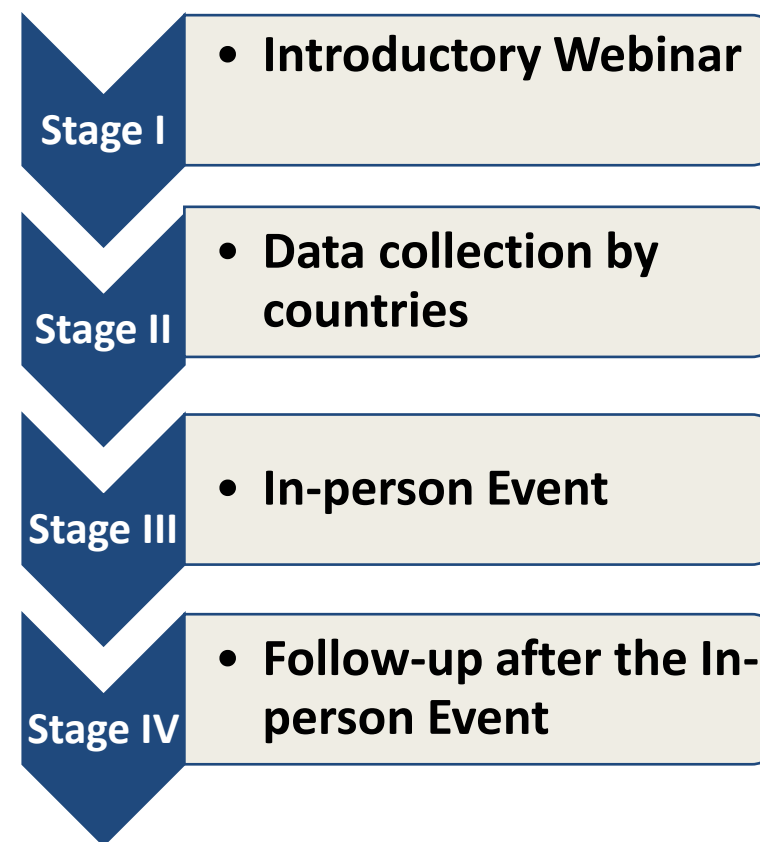 Stage I
• Introductory Webinar
Stage II
• Data collection by
countries
Stage III
• In-person Event
Stage IV
• Follow-up after the In-
person Event